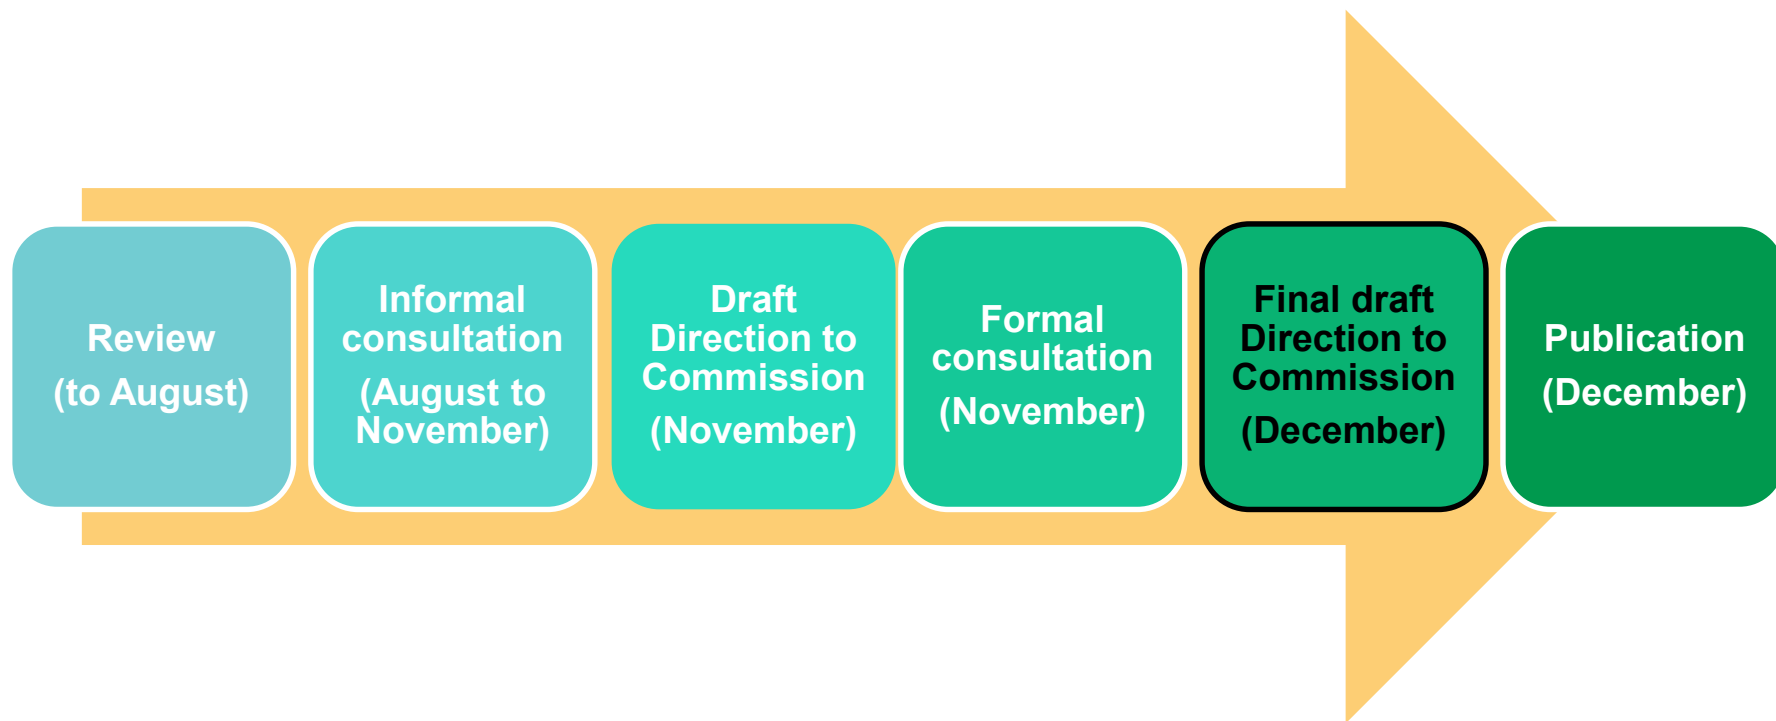 Review
(to August)
Informal
consultation
(August to
November)
Draft
Direction to
Commission
(November)
Formal
consultation
(November)
Final draft
Direction to
Commission
(December)
Publication
(December)